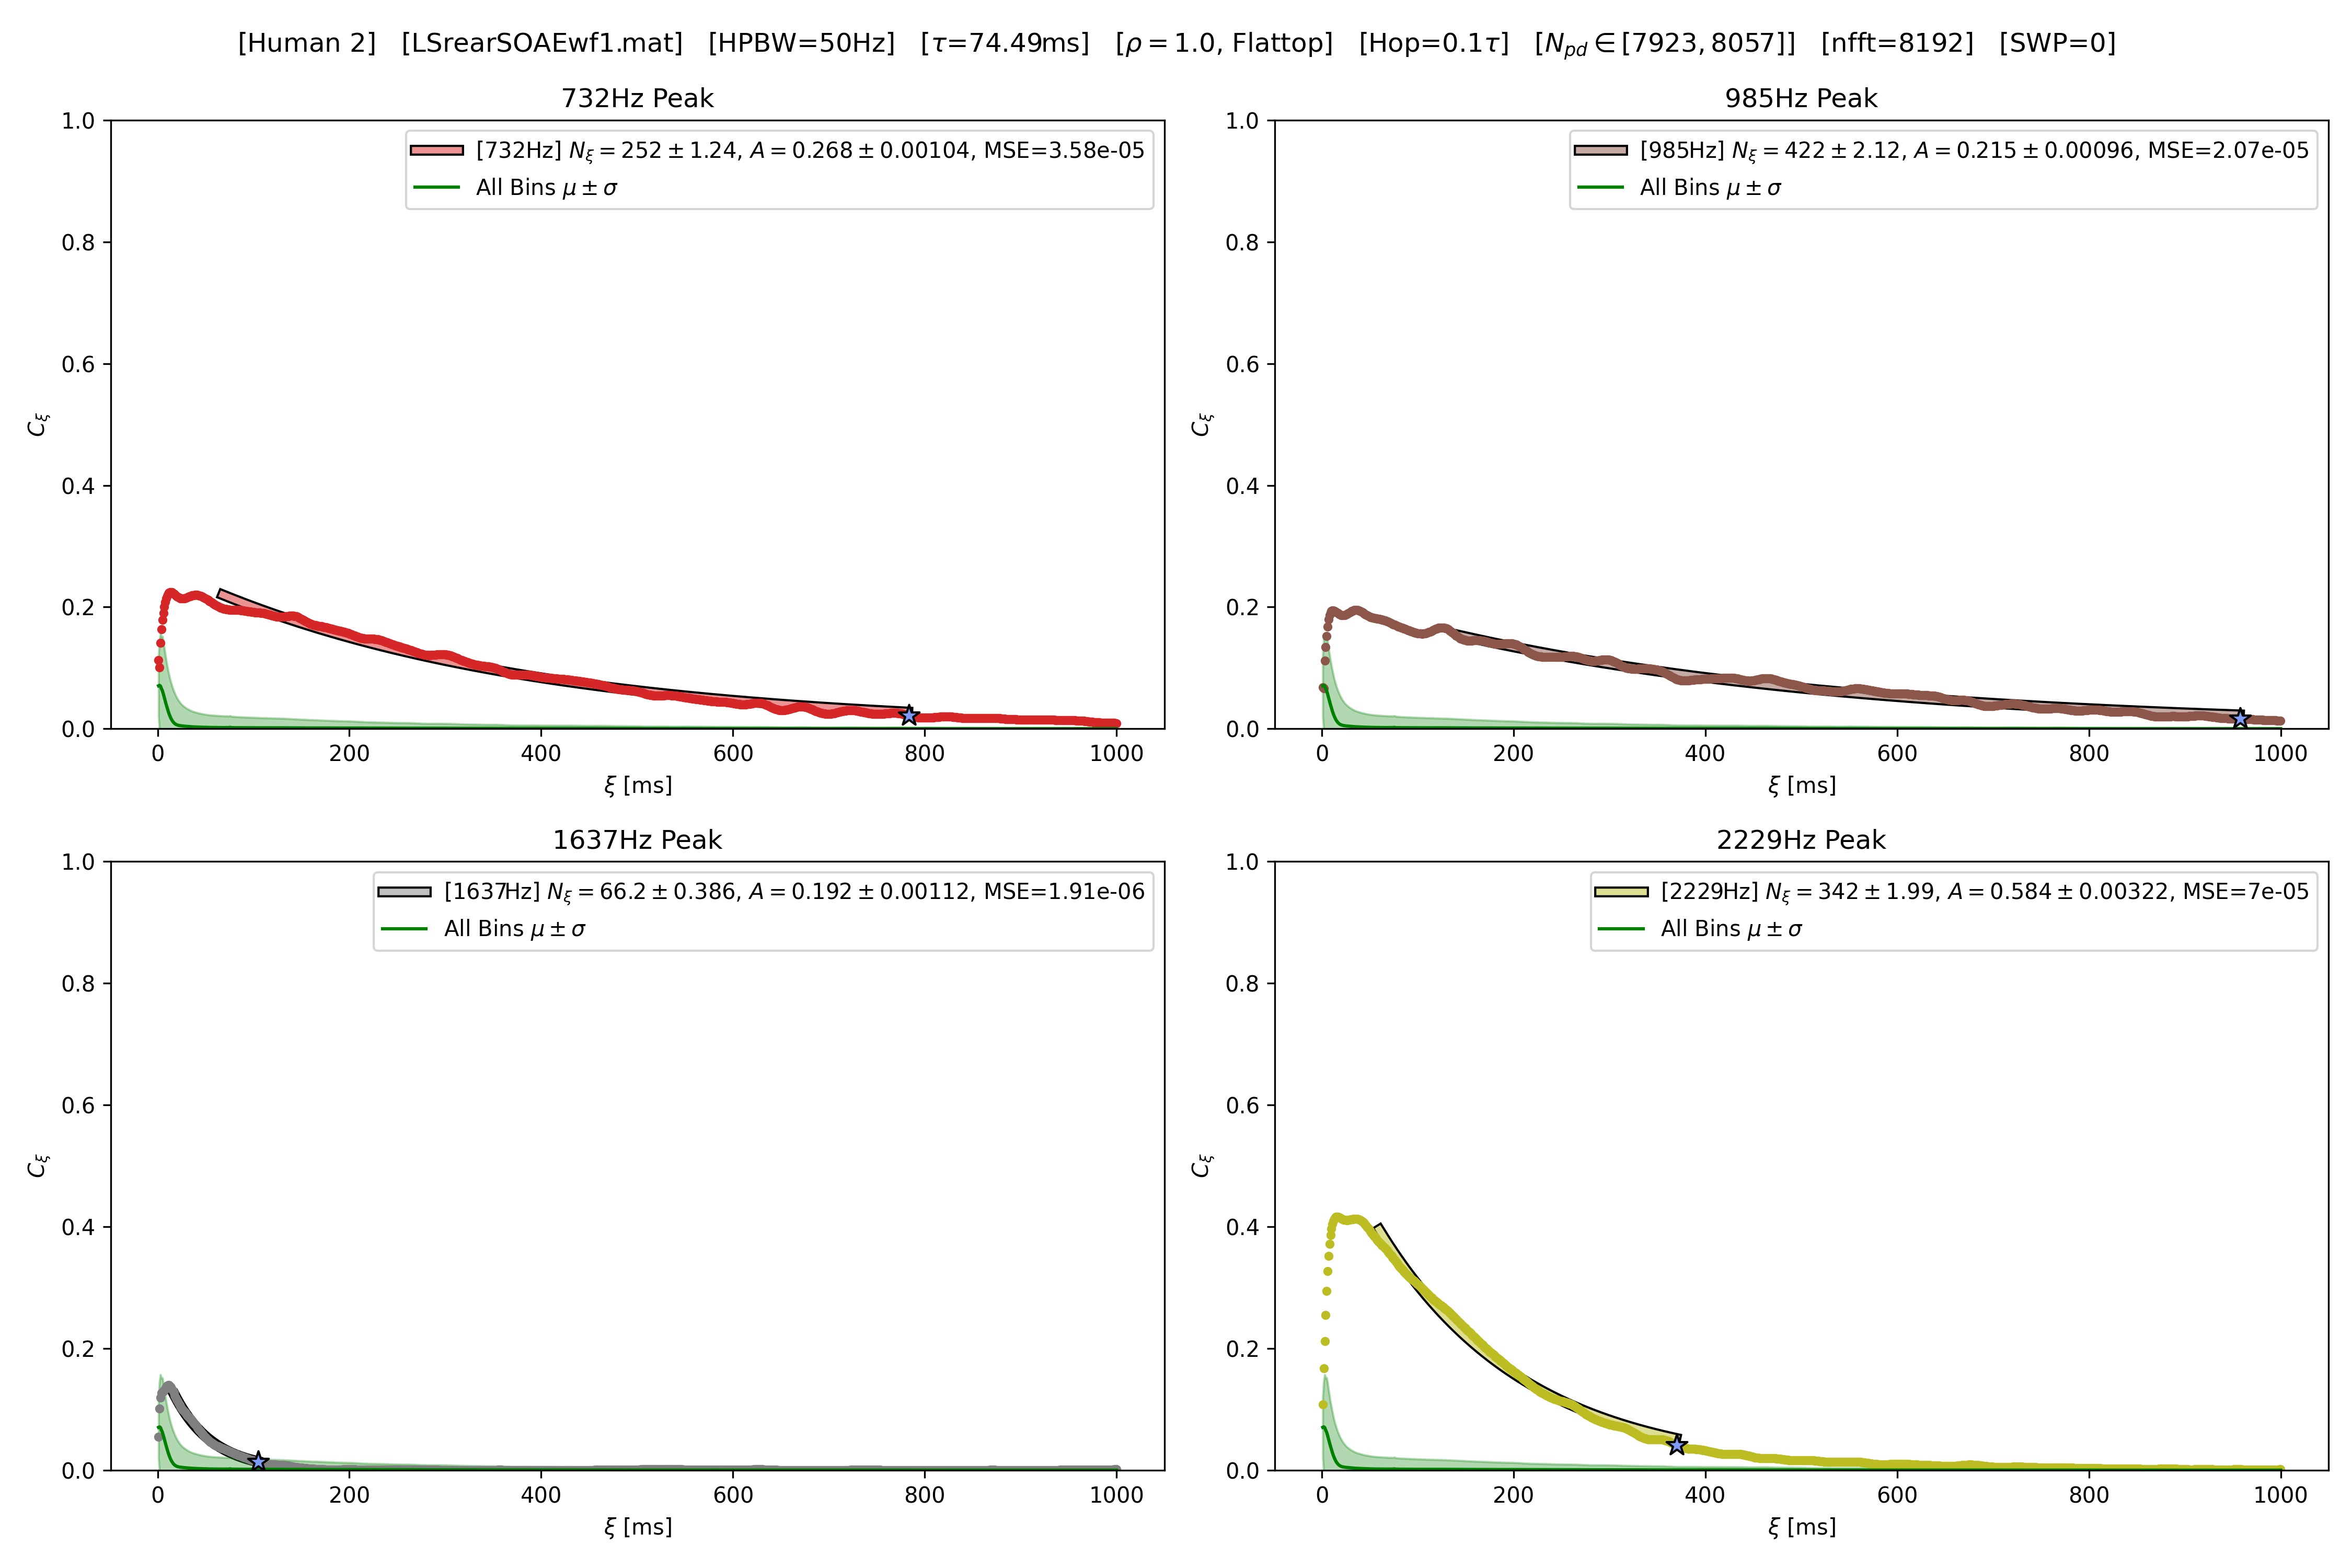 [Human 2] [LSrearSOAEwf1.mat] [HPBW=50Hz] [τ=74.49ms] [ρ = 1.0, Flattop] [Hop=0.1τ] [N_pd ∈ [7923, 8057]] [nfft=8192] [SWP=0]
732Hz Peak
[732Hz] N_ξ = 252 ± 1.24, A = 0.268 ± 0.00104, MSE=3.58e-05
All Bins μ ± σ
1.0
0.8
0.6
0.4
0.2
0.0
C_ξ
0 200 400 600 800 1000
ξ [ms]
985Hz Peak
[985Hz] N_ξ = 422 ± 2.12, A = 0.215 ± 0.00096, MSE=2.07e-05
All Bins μ ± σ
1.0
0.8
0.6
0.4
0.2
0.0
C_ξ
0 200 400 600 800 1000
ξ [ms]
1637Hz Peak
[1637Hz] N_ξ = 66.2 ± 0.386, A = 0.192 ± 0.00112, MSE=1.91e-06
All Bins μ ± σ
1.0
0.8
0.6
0.4
0.2
0.0
C_ξ
0 200 400 600 800 1000
ξ [ms]
2229Hz Peak
[2229Hz] N_ξ = 342 ± 1.99, A = 0.584 ± 0.00322, MSE=7e-05
All Bins μ ± σ
1.0
0.8
0.6
0.4
0.2
0.0
C_ξ
0 200 400 600 800 1000
ξ [ms]